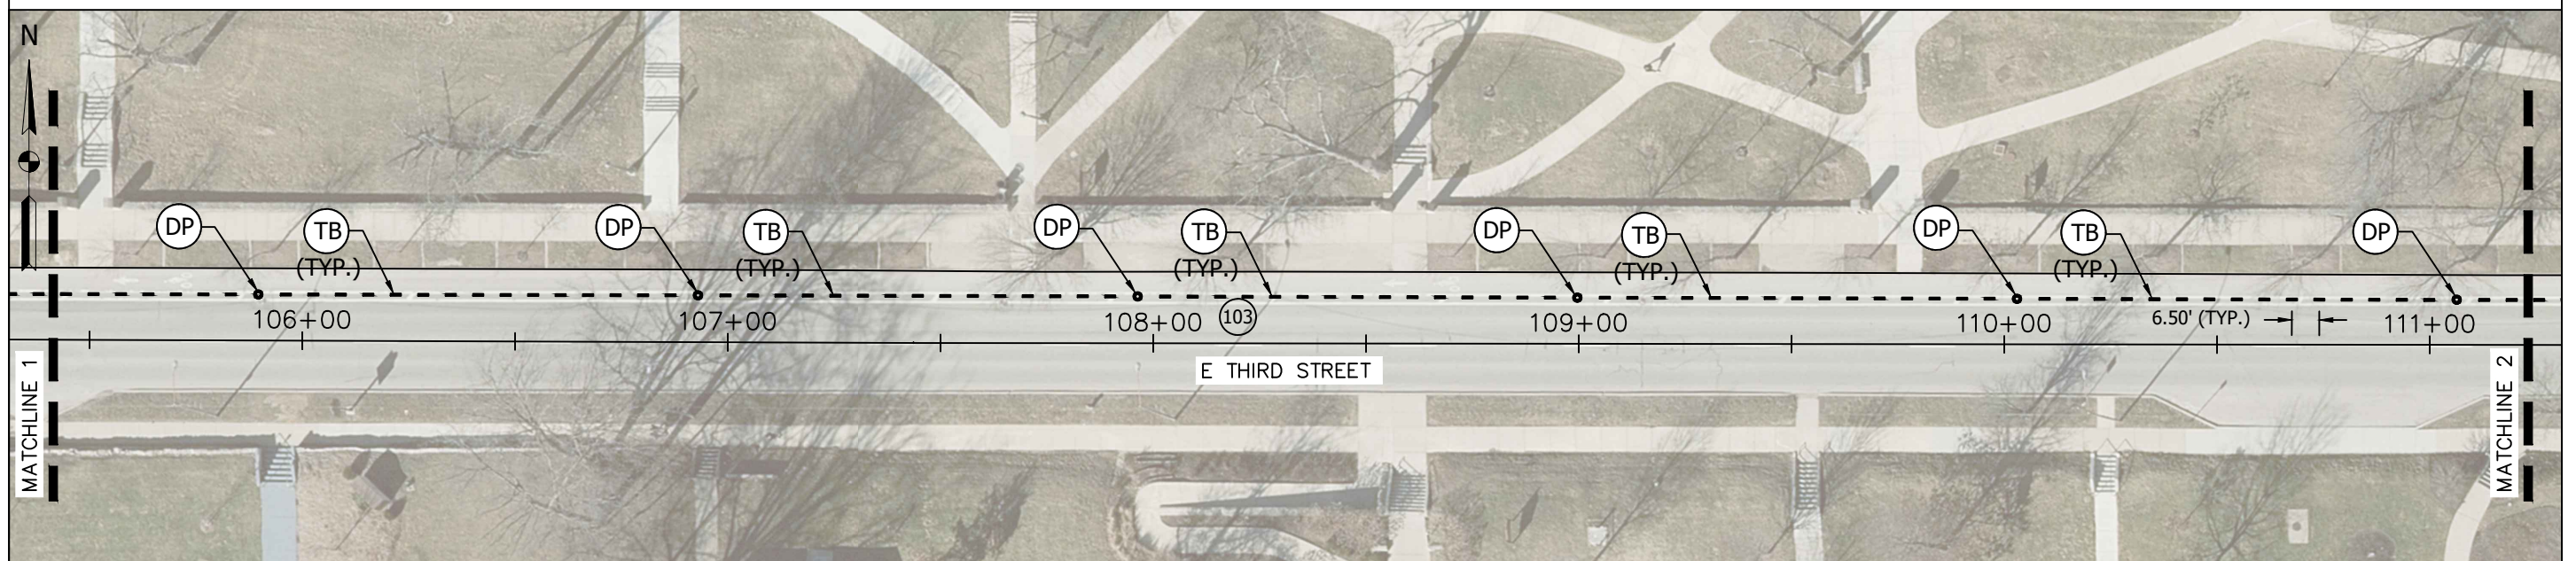 N
DP
TB
(TYP.)
DP
TB
(TYP.)
DP
TB
(TYP.)
DP
TB
(TYP.)
DP
TB
(TYP.)
DP
106+00
107+00
108+00
103
109+00
110+00
6.50' (TYP.)
111+00
E THIRD STREET
MATCHLINE 1
MATCHLINE 2